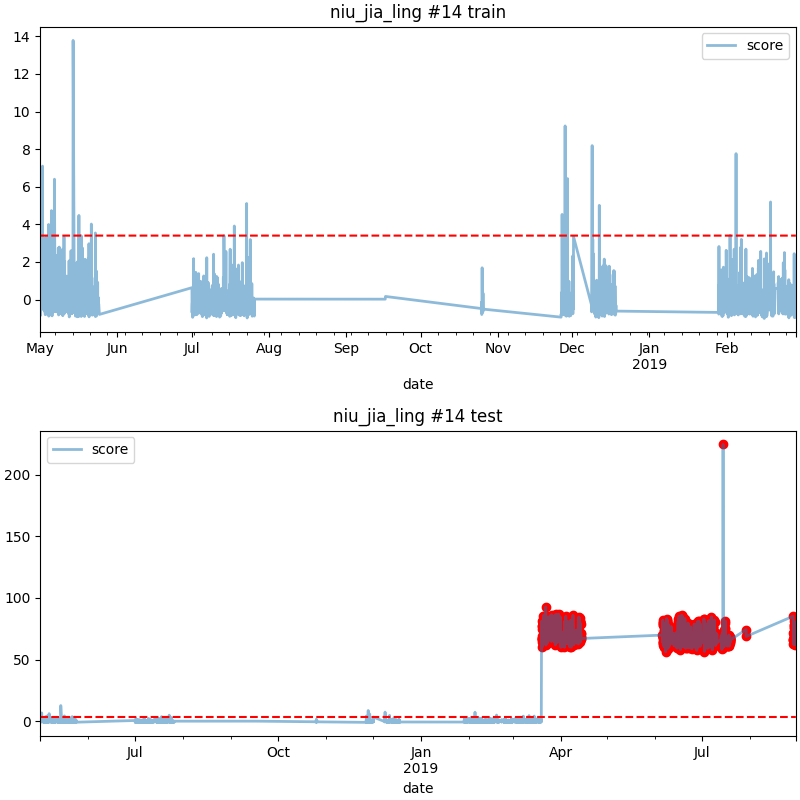 niu_jia_ling #14 train
score
14
12
10
8
6
4
2
0
May Jun Jul Aug Sep Oct Nov Dec Jan Feb
2019
date
niu_jia_ling #14 test
score
200
150
100
50
0
Jul Oct Jan Apr Jul
2019
date